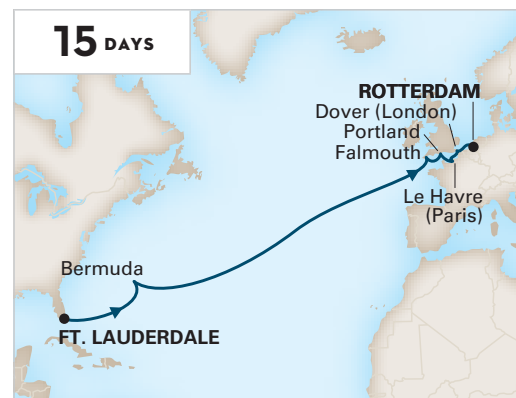 15 DAYS
ROTTERDAM
Dover (London)
Portland
Falmouth
Le Havre
(Paris)
Bermuda
FT. LAUDERDALE